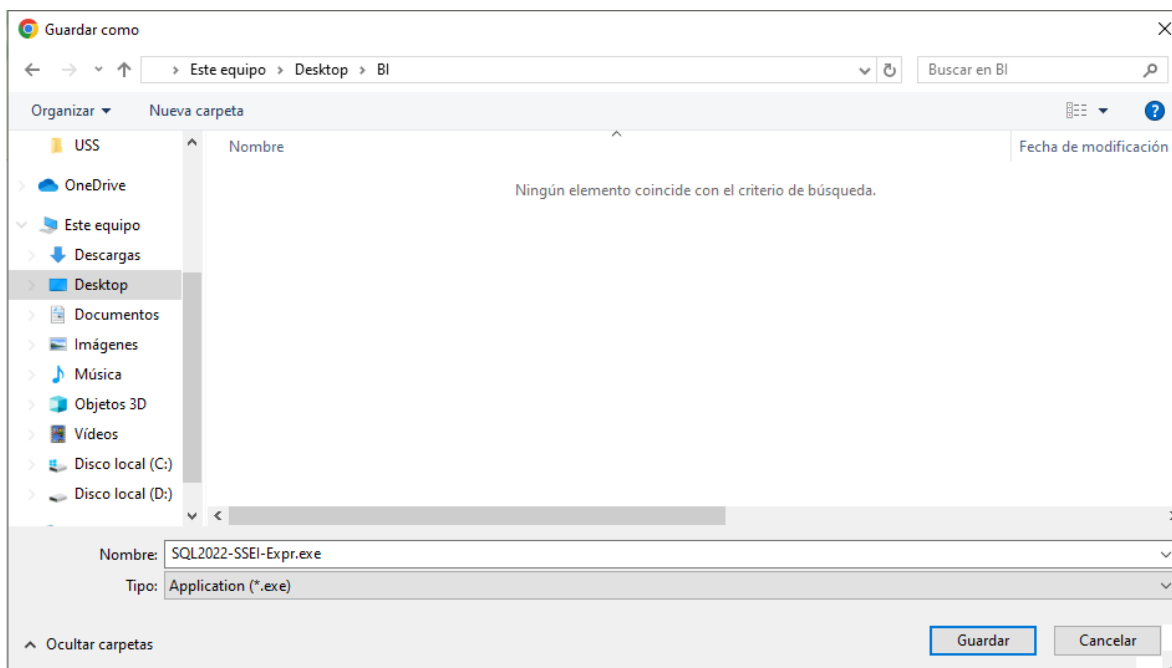 Guardar como
Este equipo > Desktop > BI
Buscar en BI
Organizar
Nueva carpeta
?
USS
Nombre
Fecha de modificación
Ningún elemento coincide con el criterio de búsqueda.
OneDrive
Este equipo
Descargas
Desktop
Documentos
Imágenes
Música
Objetos 3D
Vídeos
Disco local (C:)
Disco local (D:)
Nombre: SQL2022-SSEI-Expr.exe
Tipo: Application (*.exe)
Ocultar carpetas
Guardar
Cancelar